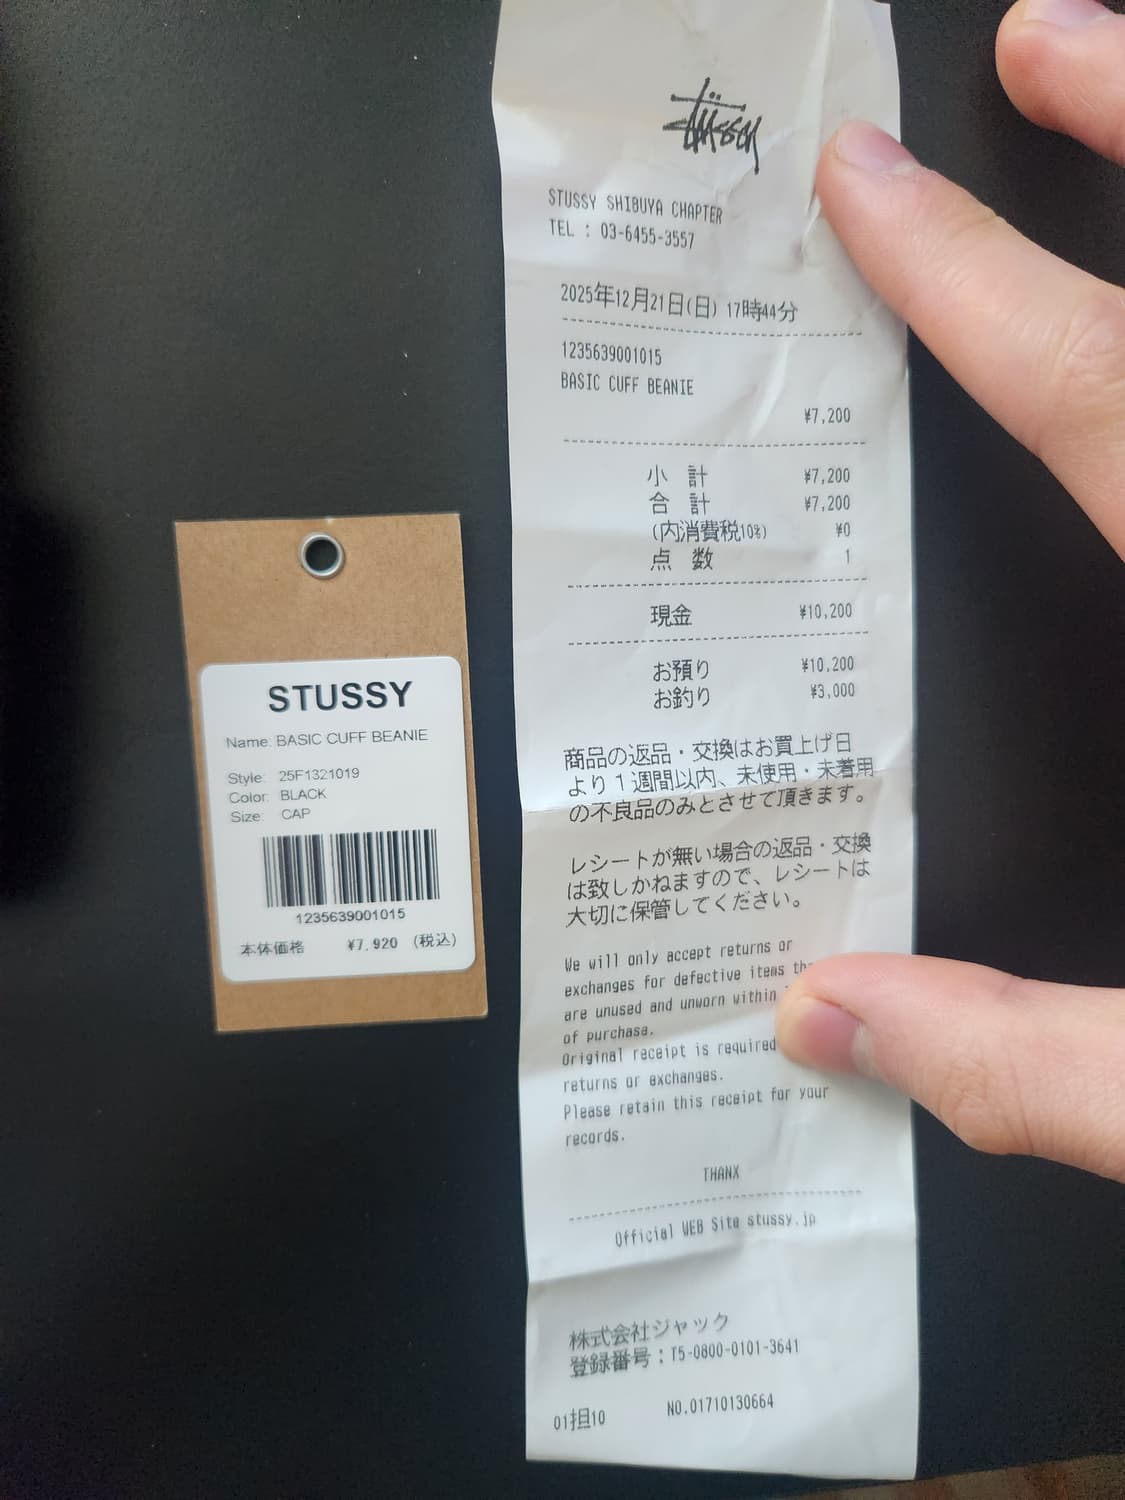 STUSSY
Name: BASIC CUFF BEANIE
Style: 25F1321019
Color: BLACK
Size: CAP
1235639001015
本体価格 ¥7,920 (税込)
Stüssy
STUSSY SHIBUYA CHAPTER
TEL : 03-6455-3557
2025年12月21日(日) 17時44分
1235639001015
BASIC CUFF BEANIE
¥7,200
小計 ¥7,200
合計 ¥7,200
(内消費税10%) ¥0
点数 1
現金 ¥10,200
お預り ¥10,200
お釣り ¥3,000
商品の返品・交換はお買上げ日
より1週間以内、未使用・未着用
の不良品のみとさせて頂きます。
レシートが無い場合の返品・交換
は致しかねますので、レシートは
大切に保管してください。
We will only accept returns or
exchanges for defective items
are unused and unworn within
of purchase.
Original receipt is required
returns or exchanges.
Please retain this receipt for your
records.
THANX
Official WEB Site stussy.jp
株式会社ジャック
登録番号：T5-0800-0101-3641
01担10 NO.01710130664